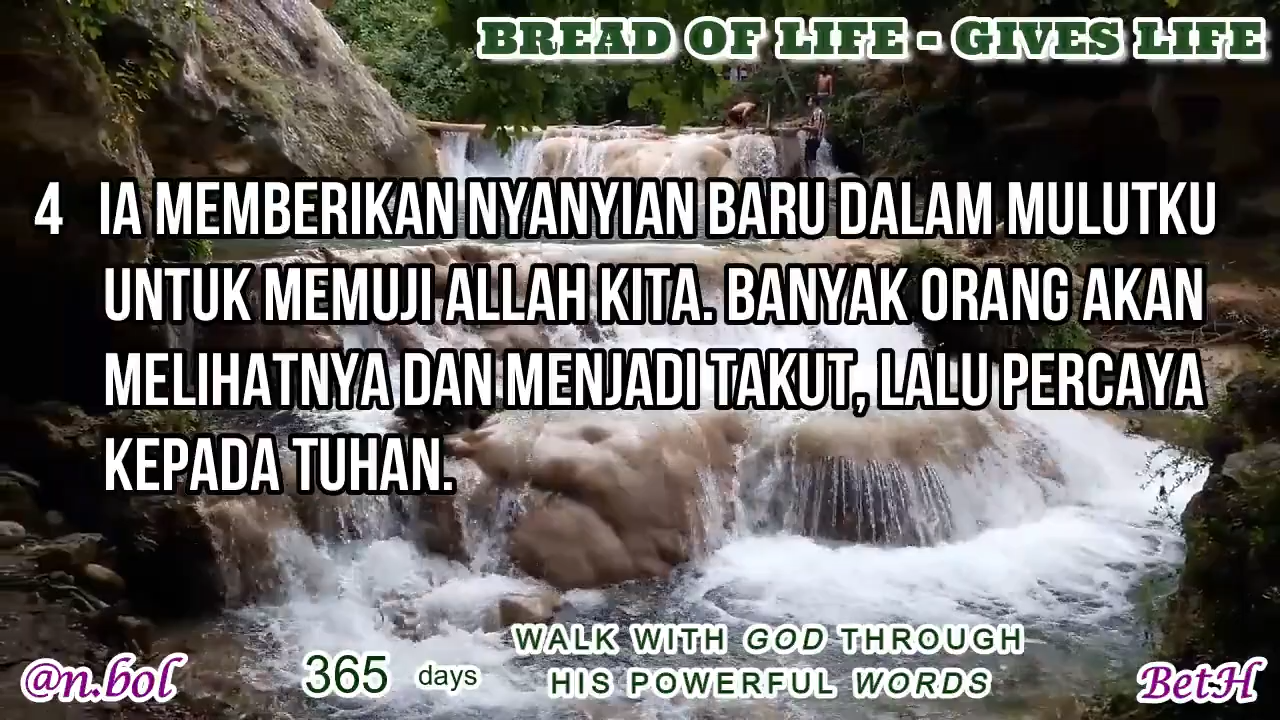 BREAD OF LIFE - GIVES LIFE
4 IA MEMBERIKAN NYANYIAN BARU DALAM MULUTKU
UNTUK MEMUJI ALLAH KITA. BANYAK ORANG AKAN
MELIHATNYA DAN MENJADI TAKUT, LALU PERCAYA
KEPADA TUHAN.
@n.bol
365 days
WALK WITH GOD THROUGH
HIS POWERFUL WORDS
BetH